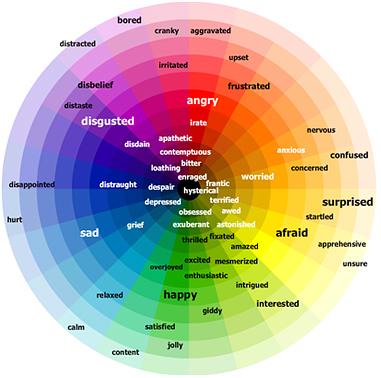 bored
cranky
aggravated
distracted
upset
irritated
disbelief
frustrated
angry
distaste
disgusted
irate
nervous
apathetic
disdain
contemptuous
anxious
confused
bitter
loathing
concerned
enraged
worried
disappointed
distraught
despair
frantic
hysterical
depressed
terrified
surprised
obsessed
awed
startled
hurt
grief
exuberant
astonished
sad
afraid
fixated
thrilled
apprehensive
amazed
excited
mesmerized
unsure
overjoyed
enthusiastic
intrigued
relaxed
happy
interested
giddy
calm
satisfied
jolly
content